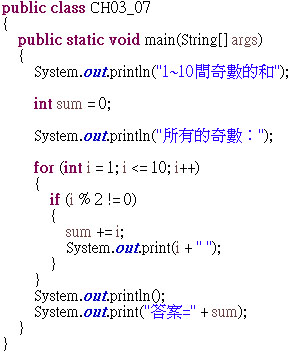 public class CH03_07
{
    public static void main(String[] args)
    {
        System.out.println("1~10間奇數的和");
        int sum = 0;
        System.out.println("所有的奇數：");
        for (int i = 1; i <= 10; i++)
        {
            if (i % 2 != 0)
            {
                sum += i;
                System.out.print(i + " ");
            }
        }
        System.out.println();
        System.out.print("答案=" + sum);
    }
}